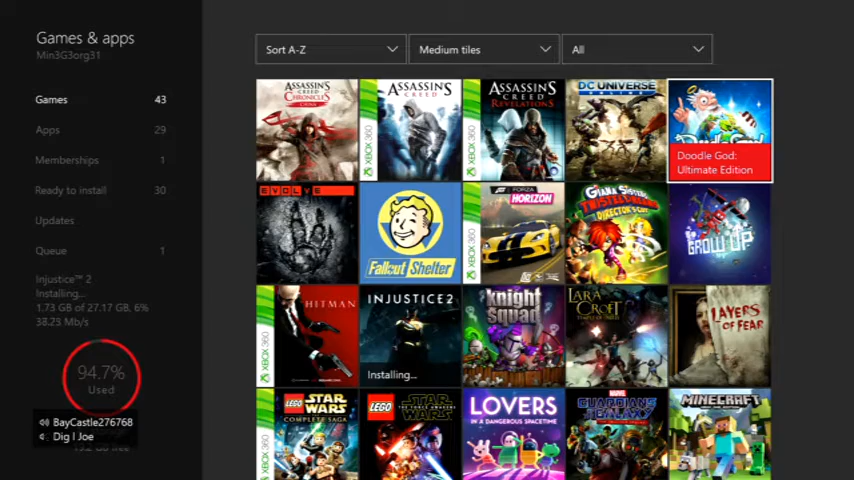 Games & apps
Min3G3org31
Games 43
Apps 29
Memberships 1
Ready to install 30
Updates
Queue 1
Injustice™ 2
Installing...
1.73 GB of 27.17 GB, 6%
38.23 Mb/s
94.7%
Used
BayCastle276768
Dig I Joe
Sort A-Z
Medium tiles
All
ASSASSIN'S CREED CHRONICLES CHINA
XBOX 360
ASSASSIN'S CREED
XBOX 360
ASSASSIN'S CREED REVELATIONS
DC UNIVERSE ONLINE
Doodle God:
Ultimate Edition
EVOLVE
Fallout Shelter
XBOX 360
FORZA HORIZON
GIANA SISTERS TWISTED DREAMS DIRECTOR'S CUT
GROW UP
XBOX 360
HITMAN
INJUSTICE 2
Installing...
knight squad
LARA CROFT
LAYERS OF FEAR
XBOX 360
LEGO STAR WARS
COMPLETE SAGA
LEGO STAR WARS
THE FORCE AWAKENS
LOVERS
IN A DANGEROUS SPACETIME
MARVEL
GUARDIANS OF THE GALAXY
MINECRAFT